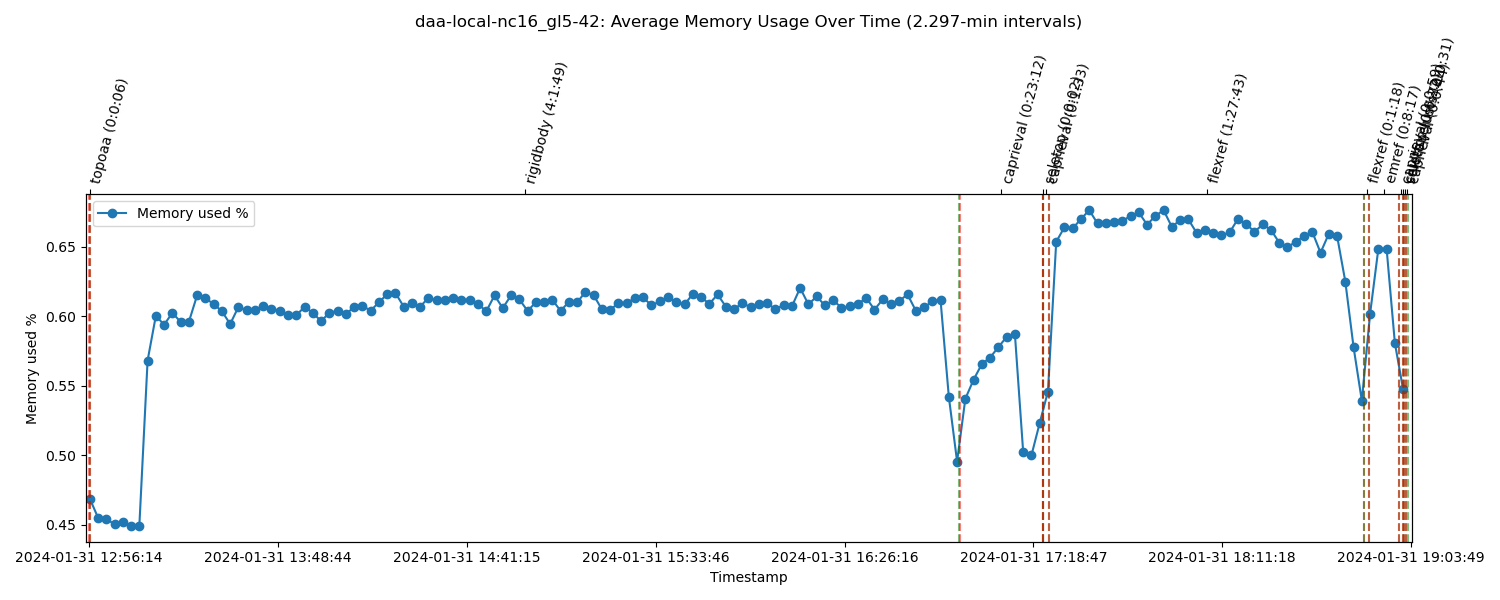 daa-local-nc16_gl5-42: Average Memory Usage Over Time (2.297-min intervals)
topoaa (0:0:06)
rigidbody (4:1:49)
caprieval (0:23:12)
caprieval (0:1:33)
flexref (1:27:43)
flexref (0:1:18)
emref (0:8:17)
Memory used %
0.65
0.60
0.55
0.50
0.45
Memory used %
2024-01-31 12:56:14
2024-01-31 13:48:44
2024-01-31 14:41:15
2024-01-31 15:33:46
2024-01-31 16:26:16
2024-01-31 17:18:47
2024-01-31 18:11:18
2024-01-31 19:03:49
Timestamp